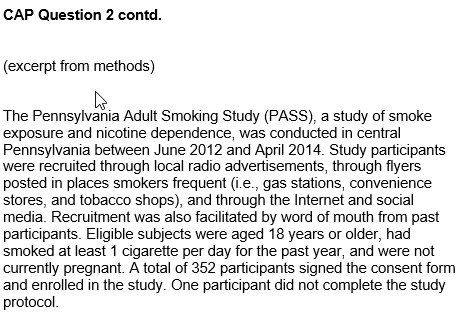 CAP Question 2 contd.
(excerpt from methods)
The Pennsylvania Adult Smoking Study (PASS), a study of smoke
exposure and nicotine dependence, was conducted in central
Pennsylvania between June 2012 and April 2014. Study participants
were recruited through local radio advertisements, through flyers
posted in places smokers frequent (i.e., gas stations, convenience
stores, and tobacco shops), and through the Internet and social
media. Recruitment was also facilitated by word of mouth from past
participants. Eligible subjects were aged 18 years or older, had
smoked at least 1 cigarette per day for the past year, and were not
currently pregnant. A total of 352 participants signed the consent form
and enrolled in the study. One participant did not complete the study
protocol.